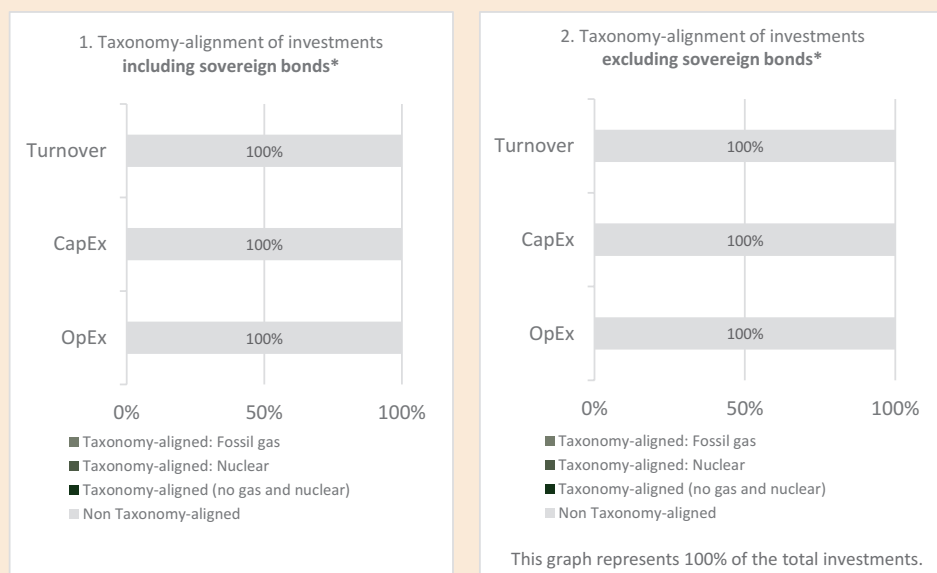 1. Taxonomy-alignment of investments
including sovereign bonds*
Turnover
100%
CapEx
100%
OpEx
100%
0% 50% 100%
Taxonomy-aligned: Fossil gas
Taxonomy-aligned: Nuclear
Taxonomy-aligned (no gas and nuclear)
Non Taxonomy-aligned
2. Taxonomy-alignment of investments
excluding sovereign bonds*
Turnover
100%
CapEx
100%
OpEx
100%
0% 50% 100%
Taxonomy-aligned: Fossil gas
Taxonomy-aligned: Nuclear
Taxonomy-aligned (no gas and nuclear)
Non Taxonomy-aligned
This graph represents 100% of the total investments.